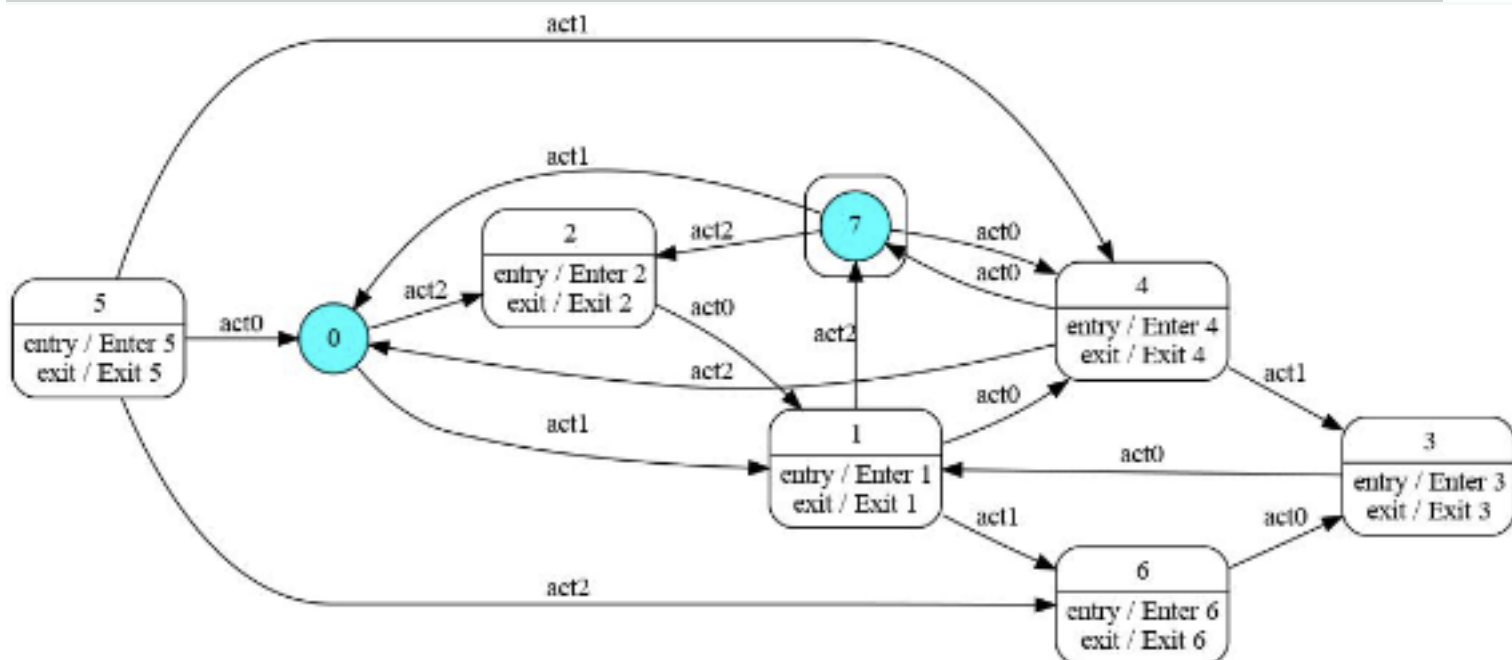 act1
act1
7
act2
act0
2
entry / Enter 2
exit / Exit 2
act0
4
entry / Enter 4
exit / Exit 4
5
entry / Enter 5
exit / Exit 5
act0
0
act2
act0
act2
act2
act1
act0
act1
1
entry / Enter 1
exit / Exit 1
act0
3
entry / Enter 3
exit / Exit 3
act1
act0
act2
6
entry / Enter 6
exit / Exit 6